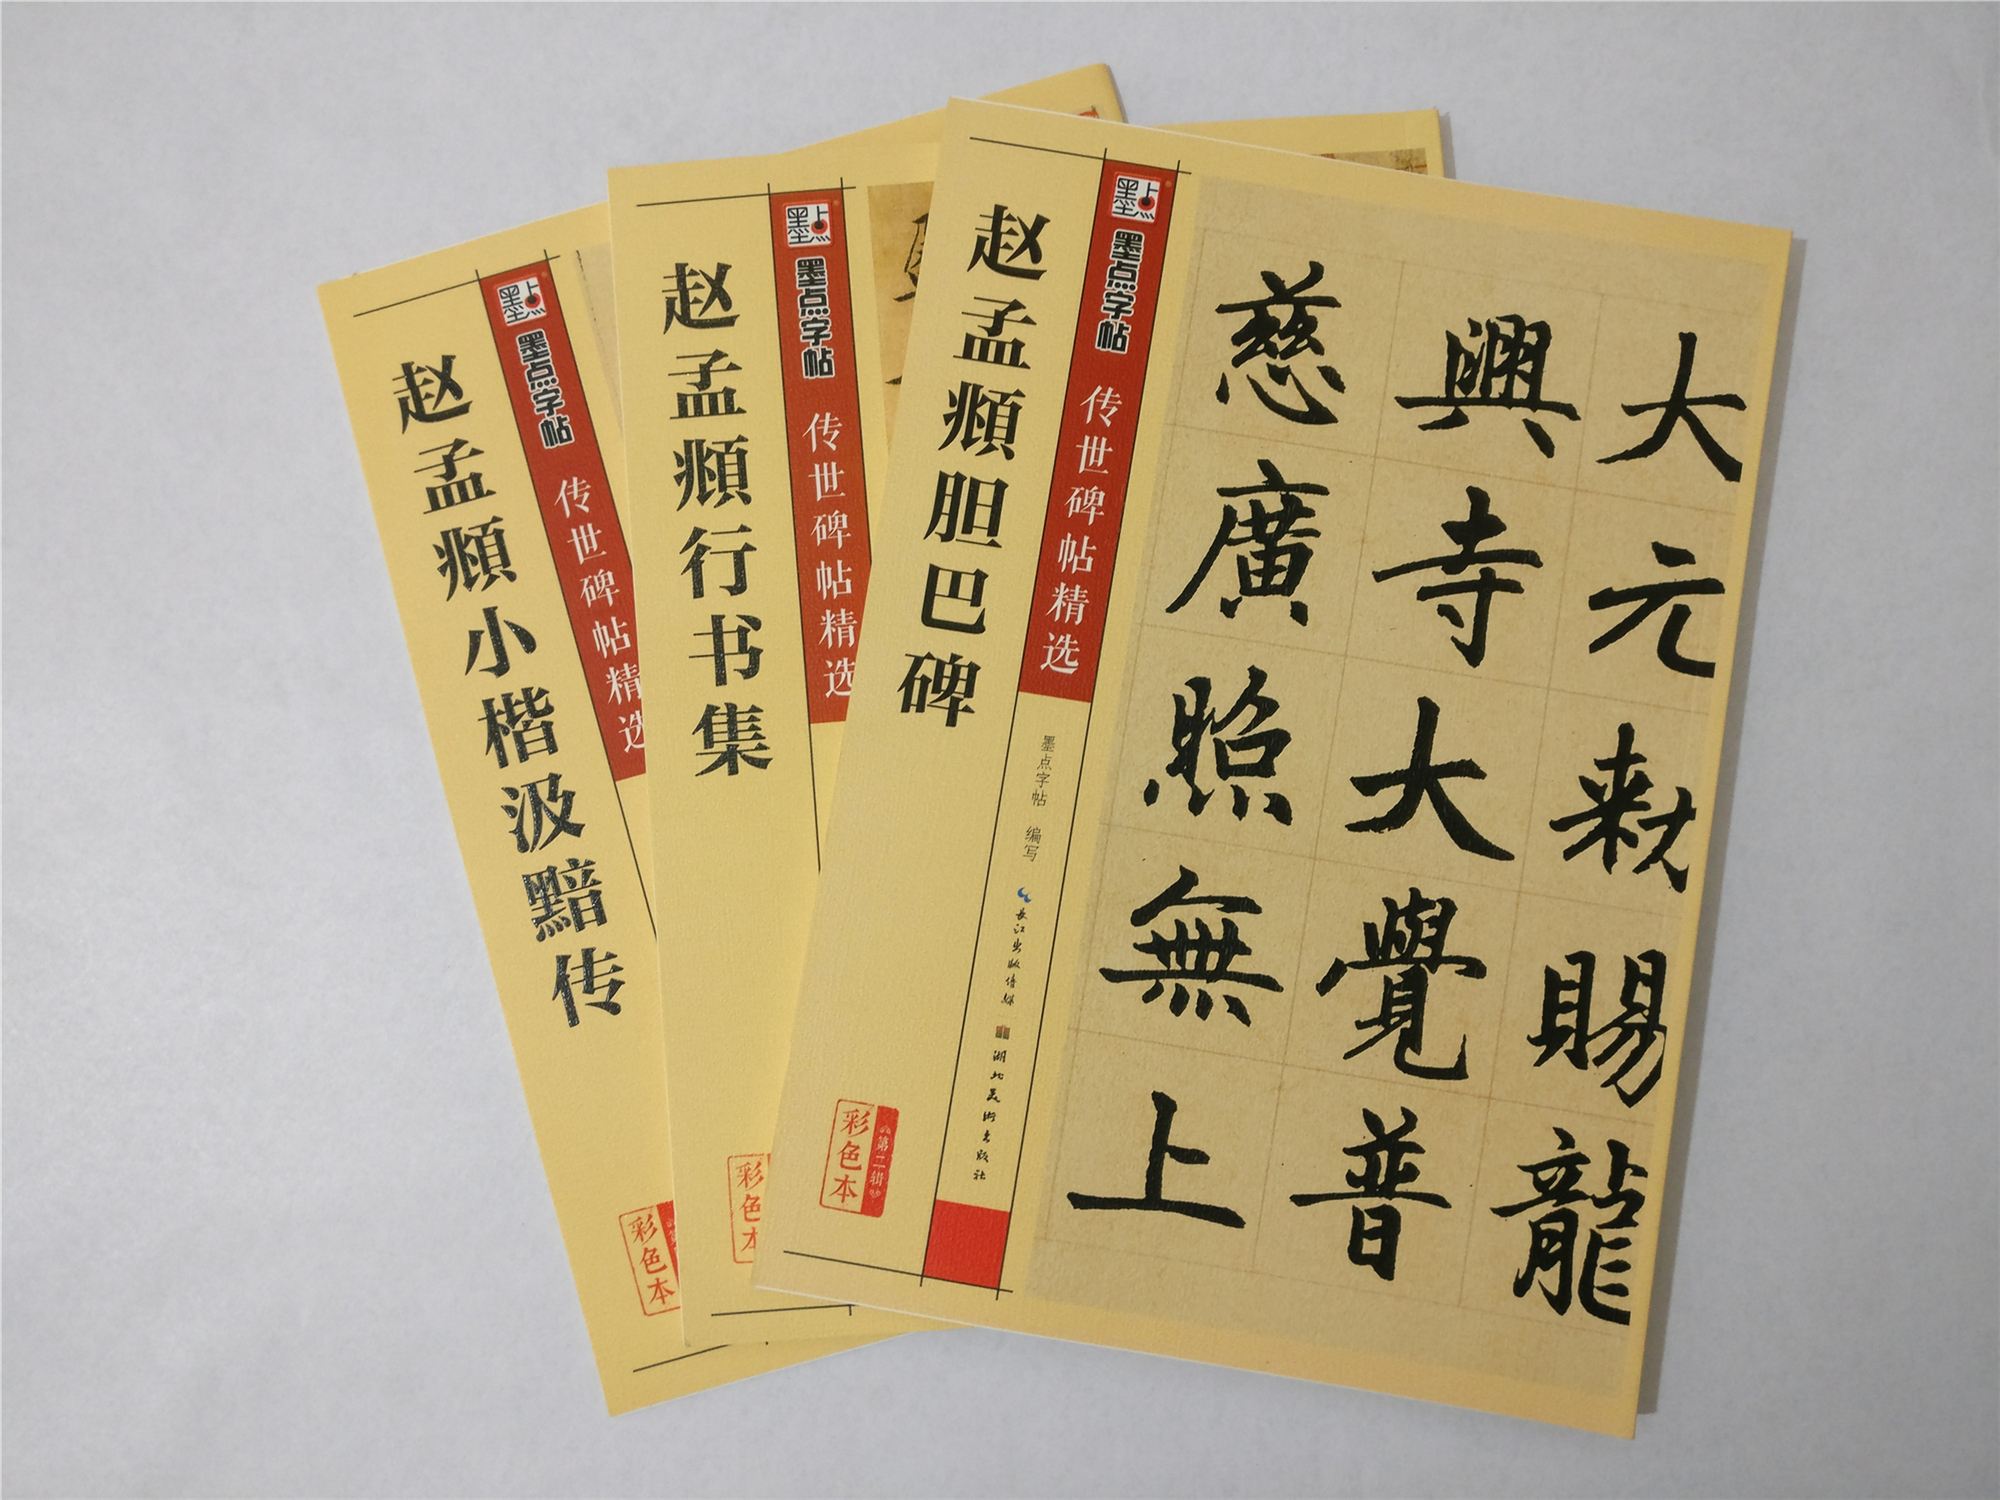 赵孟頫小楷汲黯传
墨点字帖
传世碑帖精选
彩色本
赵孟頫行书集
墨点字帖
传世碑帖精选
彩色本
赵孟頫胆巴碑
墨点
墨点字帖
传世碑帖精选
墨点字帖 编写
长江出版传媒
湖北美术出版社
彩色本
第二辑
大元敕賜龍
興寺大覺普
慈廣照無上